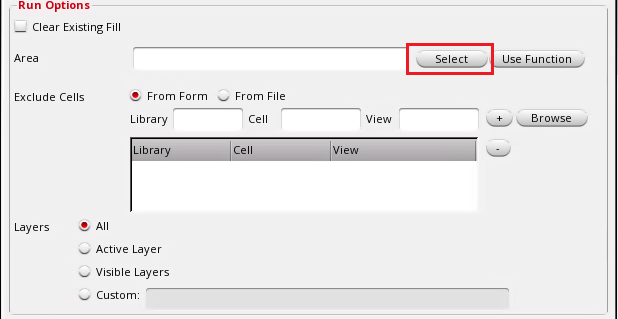 Run Options
Clear Existing Fill
Area Select Use Function
Exclude Cells From Form From File
Library Cell View + Browse
Library Cell View -
Layers All
Active Layer
Visible Layers
Custom: